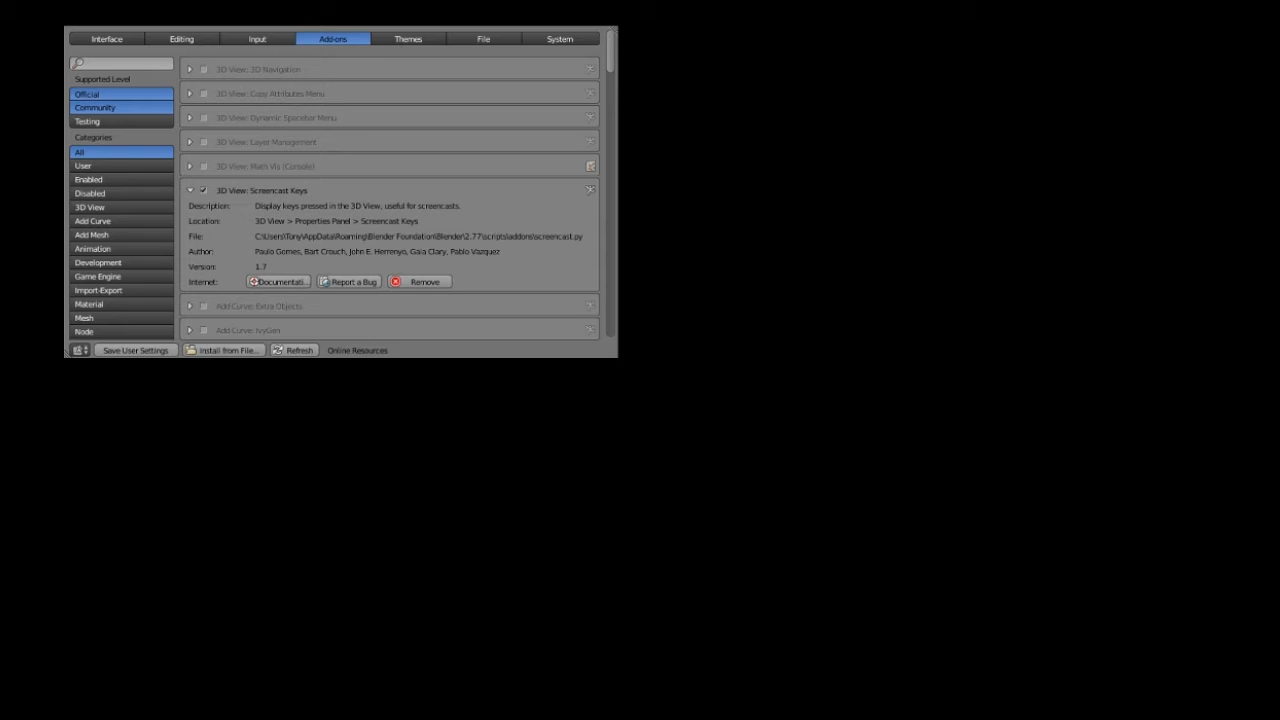 Interface Editing Input Add-ons Themes File System
Supported Level
Official
Community
Testing
Categories
All
User
Enabled
Disabled
3D View
Add Curve
Add Mesh
Animation
Development
Game Engine
Import-Export
Material
Mesh
Node
3D View: 3D Navigation
3D View: Copy Attributes Menu
3D View: Dynamic Spacebar Menu
3D View: Layer Management
3D View: Math Vis (Console)
3D View: Screencast Keys
Description: Display keys pressed in the 3D View, useful for screencasts.
Location: 3D View > Properties Panel > Screencast Keys
File: C:\Users\Tony\AppData\Roaming\Blender Foundation\Blender\2.77\scripts\addons\screencast.py
Author: Paulo Gomes, Bart Crouch, John E. Herrenyo, Gaia Clary, Pablo Vazquez
Version: 1.7
Internet: Documentati... Report a Bug Remove
Add Curve: Extra Objects
Add Curve: IvyGen
Save User Settings Install from File... Refresh Online Resources